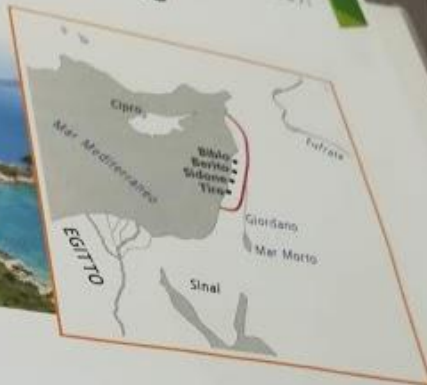 Cipro
Mar Mediterraneo
Eufrate
Biblo
Berito
Sidone
Tiro
Giordano
Mar Morto
EGITTO
Sinai